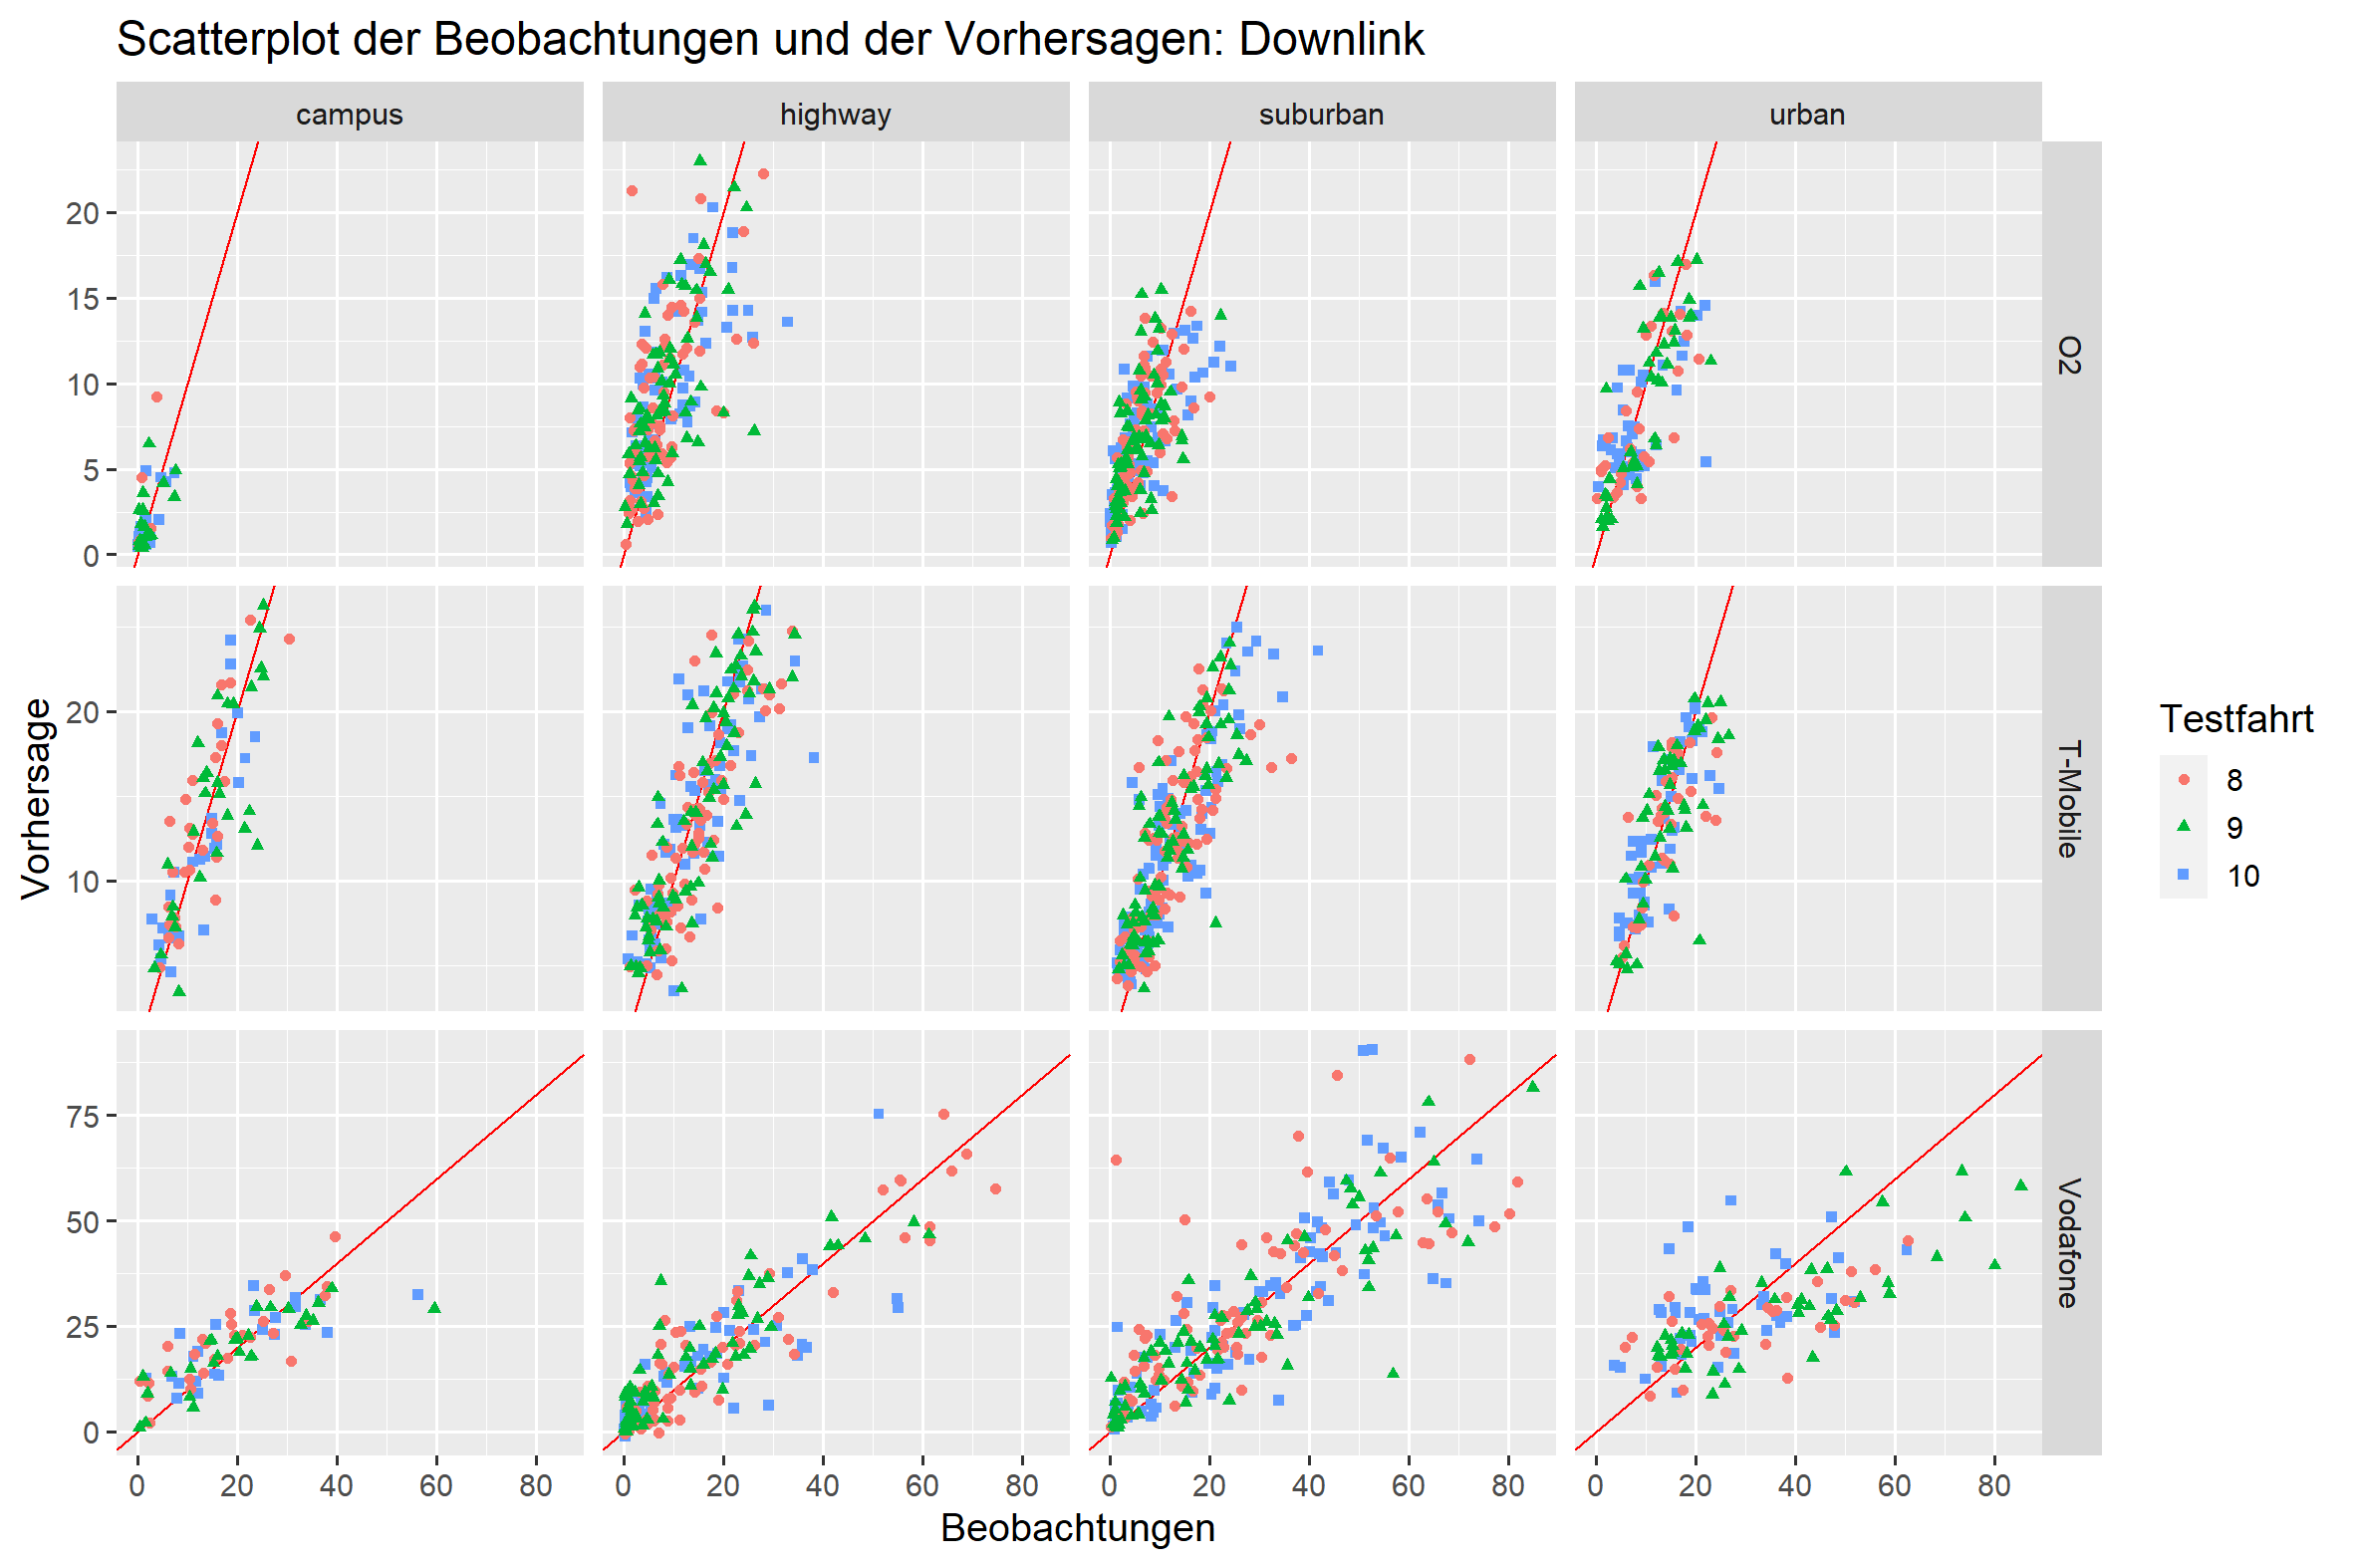 Scatterplot der Beobachtungen und der Vorhersagen: Downlink
campus highway suburban urban
20
15
10
5
0
O2
20
10
T-Mobile
75
50
25
0
Vodafone
0 20 40 60 80 0 20 40 60 80 0 20 40 60 80 0 20 40 60 80
Beobachtungen
Vorhersage
Testfahrt
8
9
10